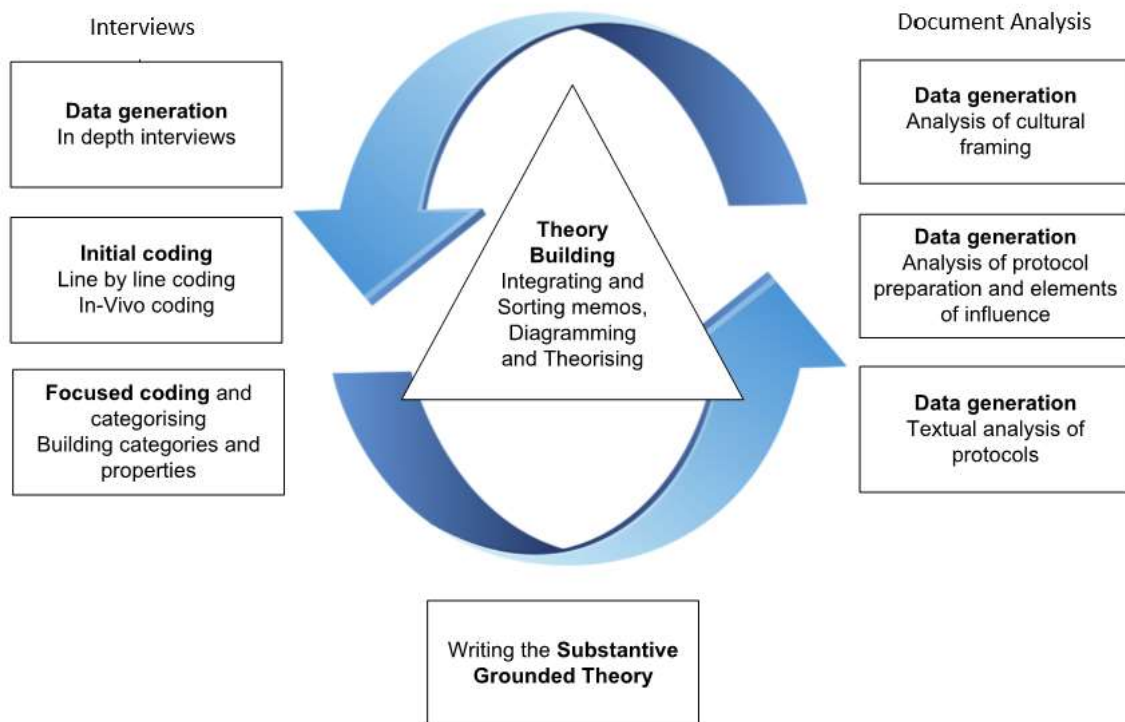 Interviews
Data generation
In depth interviews
Initial coding
Line by line coding
In-Vivo coding
Focused coding and
categorising
Building categories and
properties
Theory
Building
Integrating and
Sorting memos,
Diagramming
and Theorising
Document Analysis
Data generation
Analysis of cultural
framing
Data generation
Analysis of protocol
preparation and elements
of influence
Data generation
Textual analysis of
protocols
Writing the Substantive
Grounded Theory